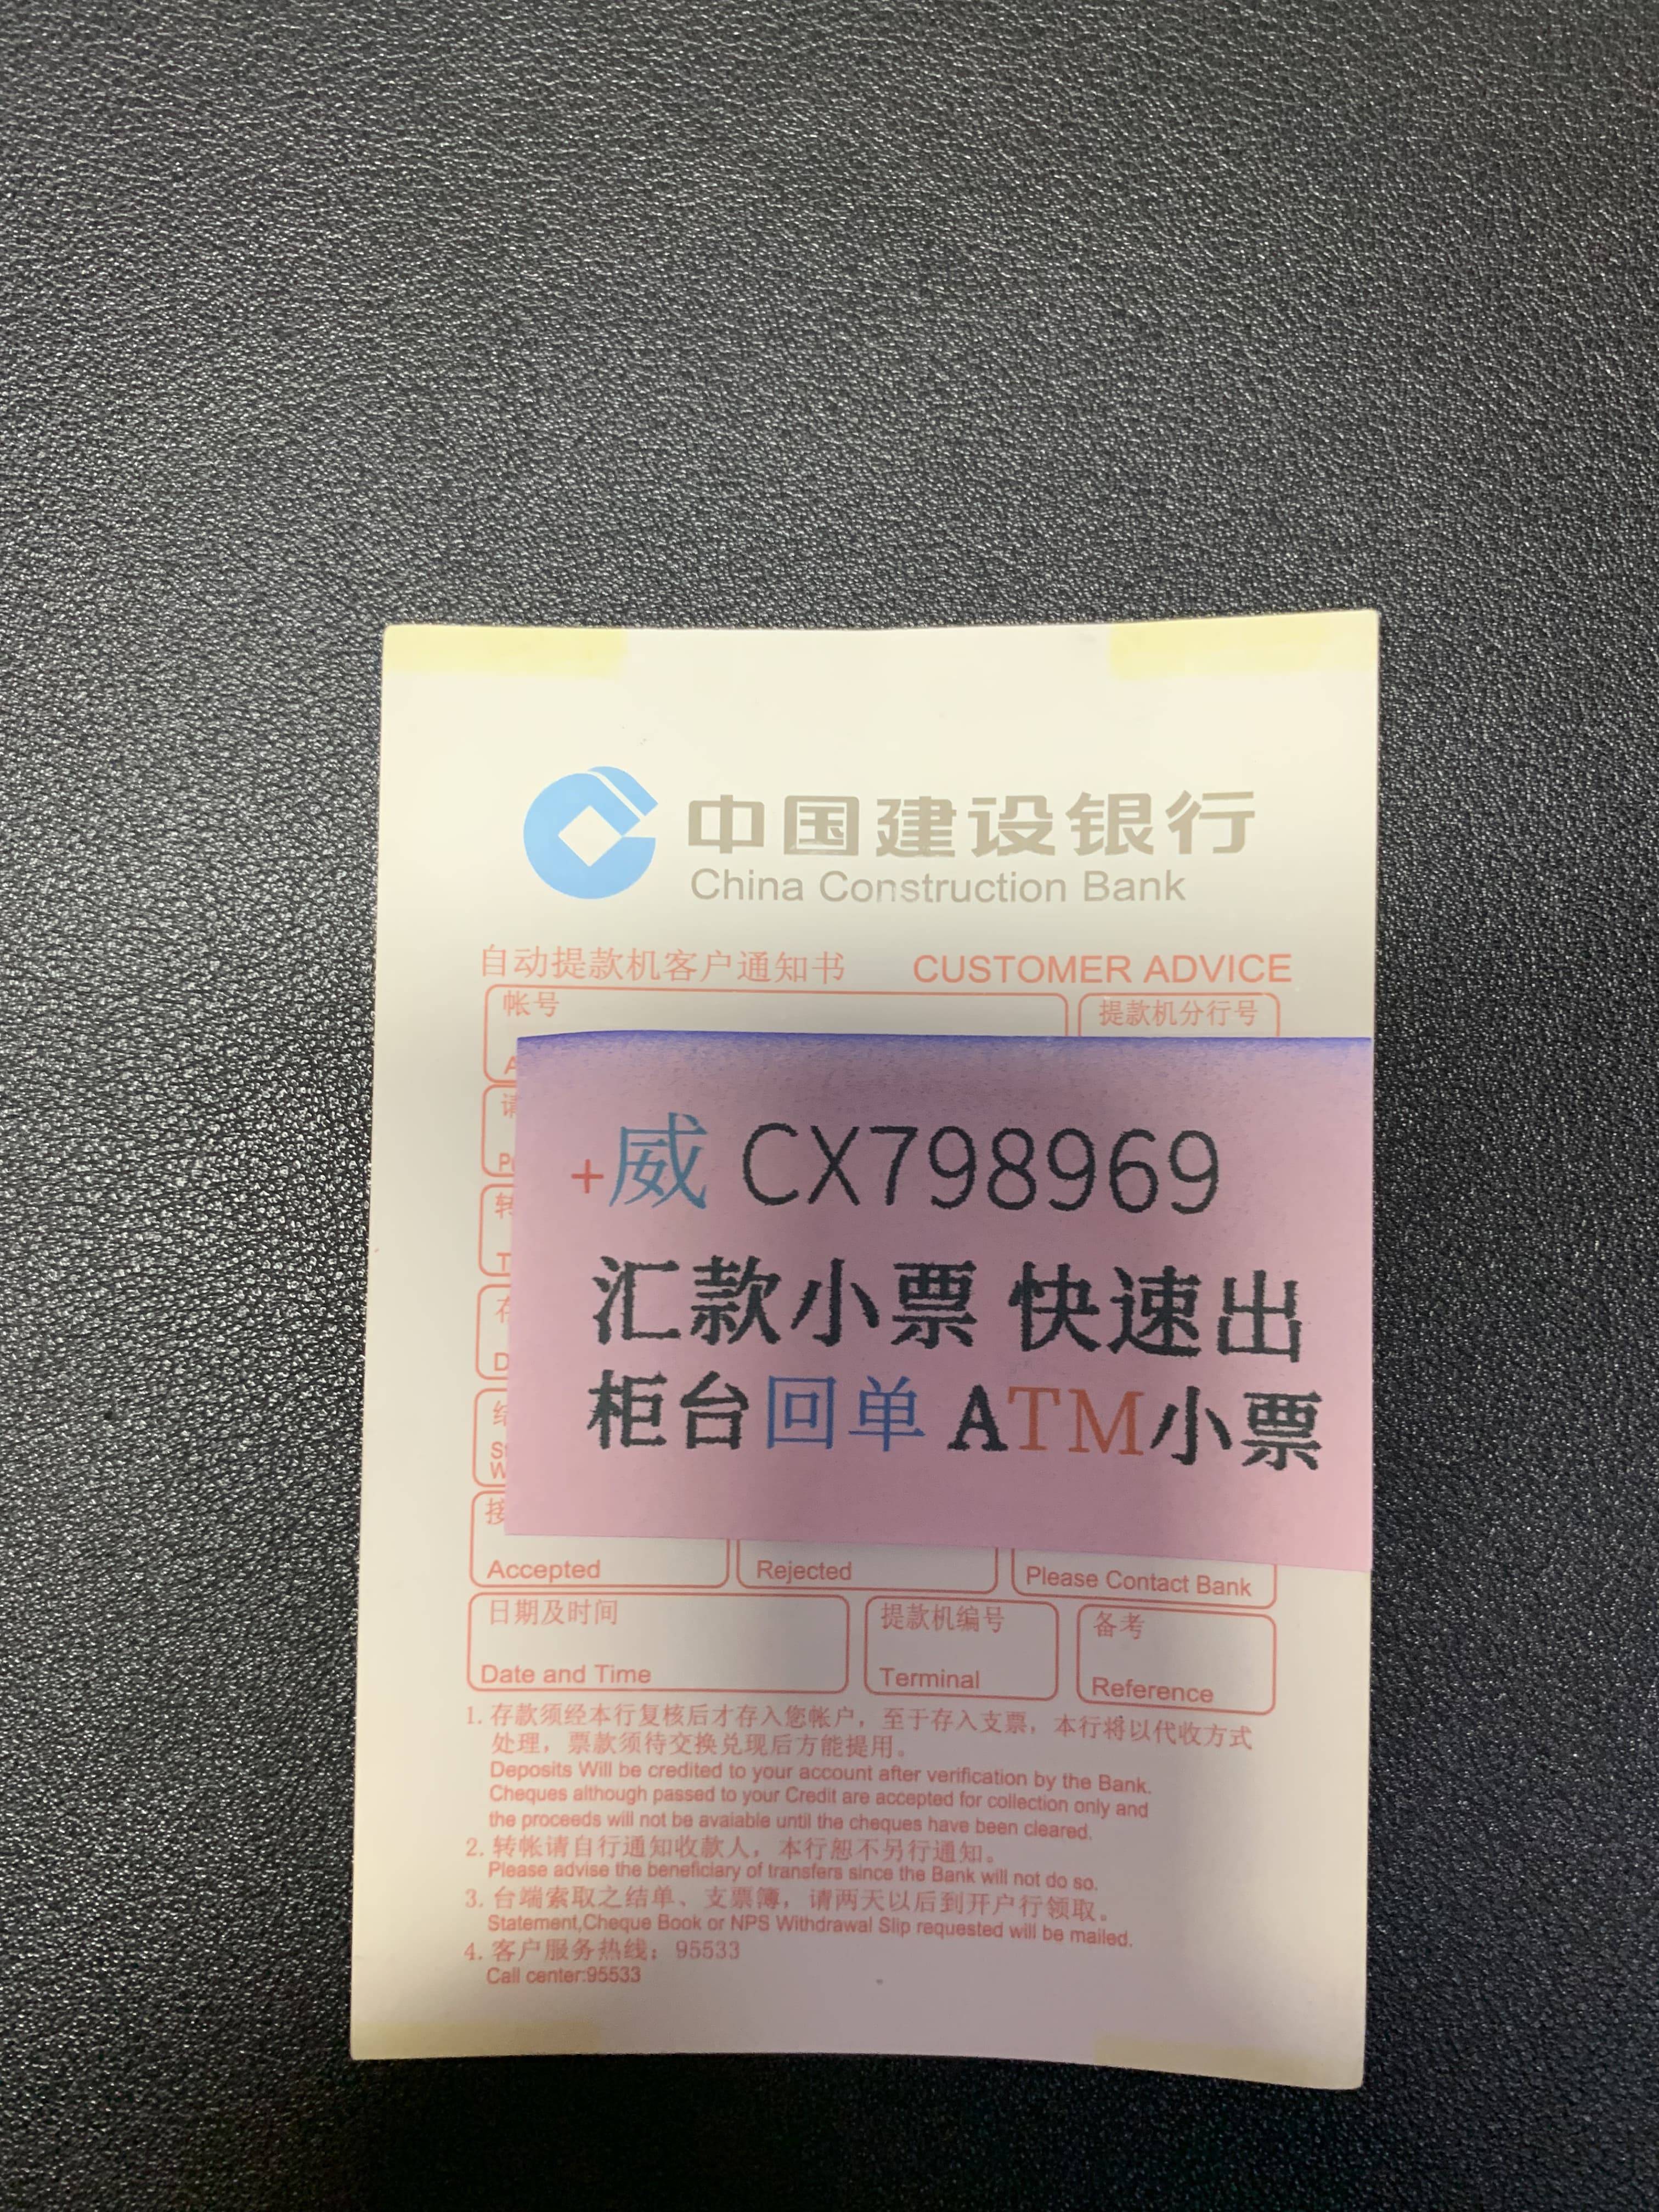 中国建设银行
China Construction Bank
自动提款机客户通知书 CUSTOMER ADVICE
帐号 提款机分行号
+威 CX798969
汇款小票 快速出
柜台回单 ATM小票
Accepted Rejected Please Contact Bank
日期及时间 提款机编号 备考
Date and Time Terminal Reference
1. 存款须经本行复核后才存入您帐户，至于存入支票，本行将以代收方式
处理，票款须待交换兑现后方能提用。
Deposits Will be credited to your account after verification by the Bank.
Cheques although passed to your Credit are accepted for collection only and
the proceeds will not be avaiable until the cheques have been cleared.
2. 转帐请自行通知收款人，本行恕不另行通知。
Please advise the beneficiary of transfers since the Bank will not do so.
3. 台端索取之结单、支票簿，请两天以后到开户行领取。
Statement,Cheque Book or NPS Withdrawal Slip requested will be mailed.
4. 客户服务热线：95533
Call center:95533